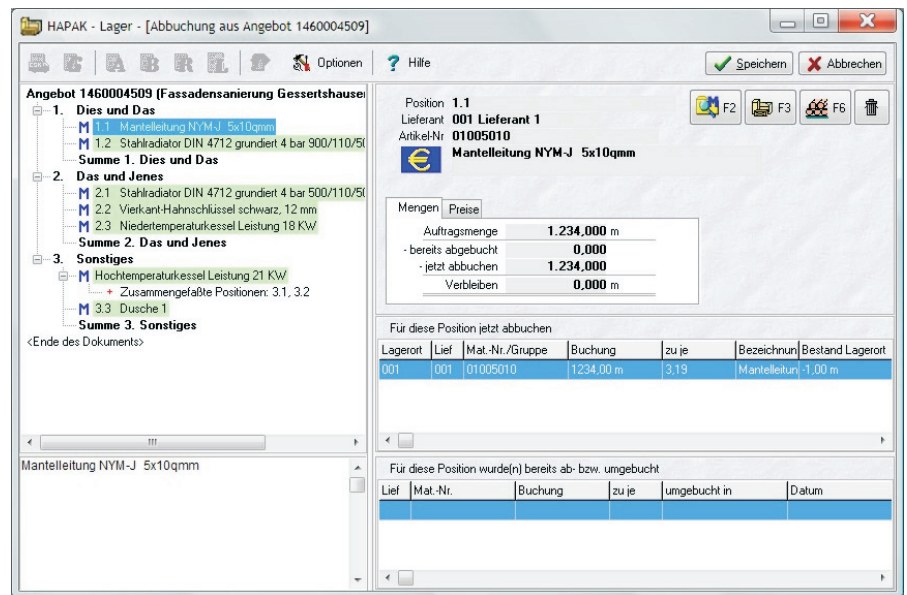 HAPAK - Lager - [Abbuchung aus Angebot 1460004509]
Optionen
? Hilfe
Speichern
Abbrechen
Angebot 1460004509 (Fassadensanierung Gessertshause
1. Dies und Das
M 1.1 Mantelleitung NYM-J 5x10qmm
M 1.2 Stahlradiator DIN 4712 grundiert 4 bar 900/110/50
Summe 1. Dies und Das
2. Das und Jenes
M 2.1 Stahlradiator DIN 4712 grundiert 4 bar 500/110/50
M 2.2 Vierkant-Hahnschlüssel schwarz, 12 mm
M 2.3 Niedertemperaturkessel Leistung 18 KW
Summe 2. Das und Jenes
3. Sonstiges
M Hochtemperaturkessel Leistung 21 KW
+ Zusammengefaßte Positionen: 3.1, 3.2
M 3.3 Dusche 1
Summe 3. Sonstiges
<Ende des Dokuments>
Mantelleitung NYM-J 5x10qmm
Position 1.1
Lieferant 001 Lieferant 1
Artikel-Nr 01005010
€ Mantelleitung NYM-J 5x10qmm
F2
F3
F6
Mengen Preise
Auftragsmenge 1.234,000 m
- bereits abgebucht 0,000
- jetzt abbuchen 1.234,000
Verbleiben 0,000 m
Für diese Position jetzt abbuchen
Lagerort Lief Mat.-Nr./Gruppe Buchung zu je Bezeichnun Bestand Lagerort
001 001 01005010 1234,00 m 3,19 Mantelleitun -1,00 m
Für diese Position wurde(n) bereits ab- bzw. umgebucht
Lief Mat.-Nr. Buchung zu je umgebucht in Datum